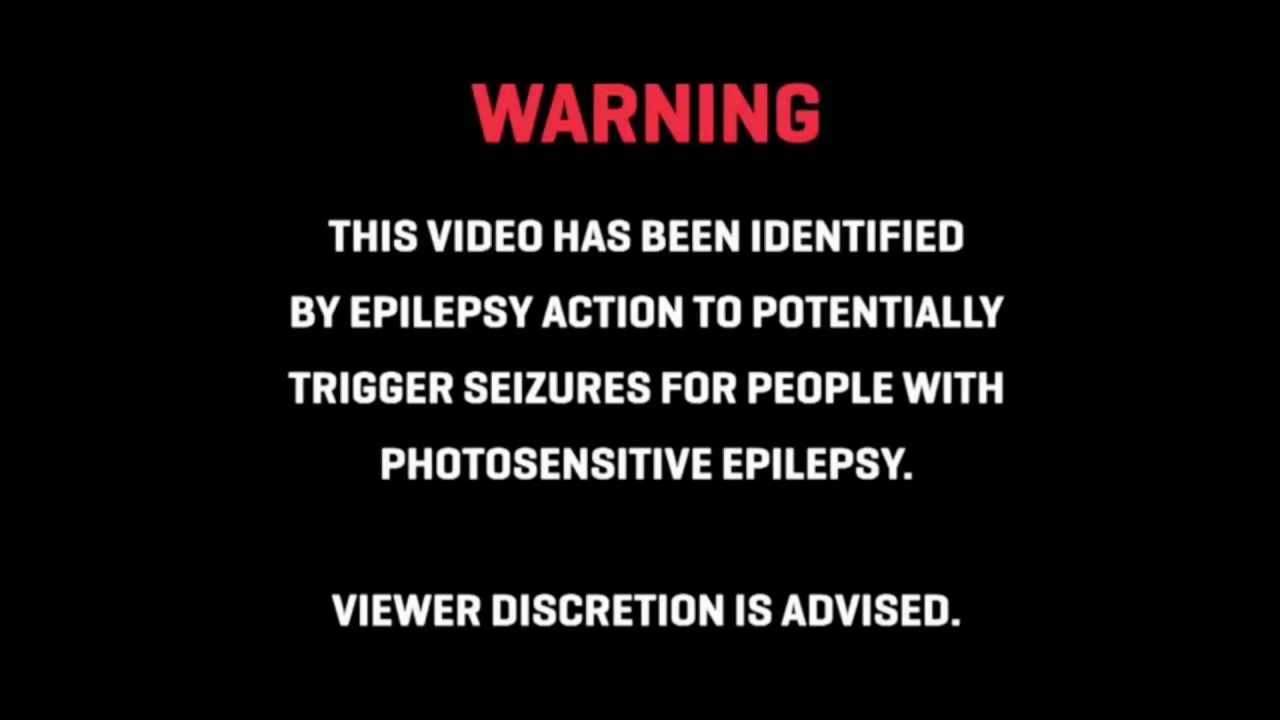 WARNING
THIS VIDEO HAS BEEN IDENTIFIED
BY EPILEPSY ACTION TO POTENTIALLY
TRIGGER SEIZURES FOR PEOPLE WITH
PHOTOSENSITIVE EPILEPSY.
VIEWER DISCRETION IS ADVISED.